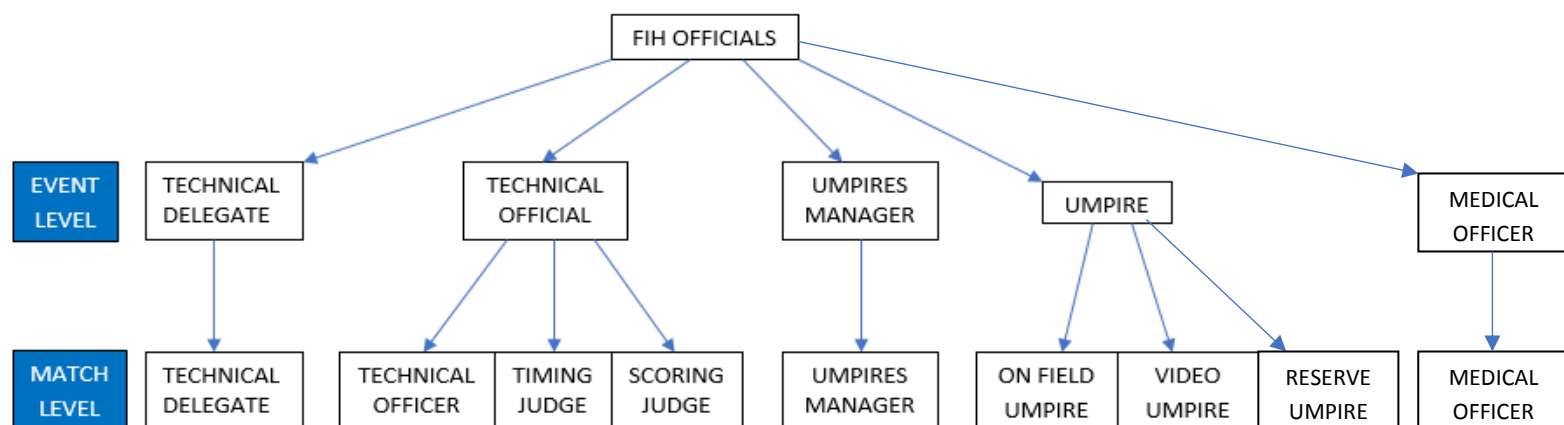 FIH OFFICIALS
EVENT
LEVEL
TECHNICAL
DELEGATE
TECHNICAL
OFFICIAL
UMPIRES
MANAGER
UMPIRE
MEDICAL
OFFICER
MATCH
LEVEL
TECHNICAL
DELEGATE
TECHNICAL
OFFICER
TIMING
JUDGE
SCORING
JUDGE
UMPIRES
MANAGER
ON FIELD
UMPIRE
VIDEO
UMPIRE
RESERVE
UMPIRE
MEDICAL
OFFICER